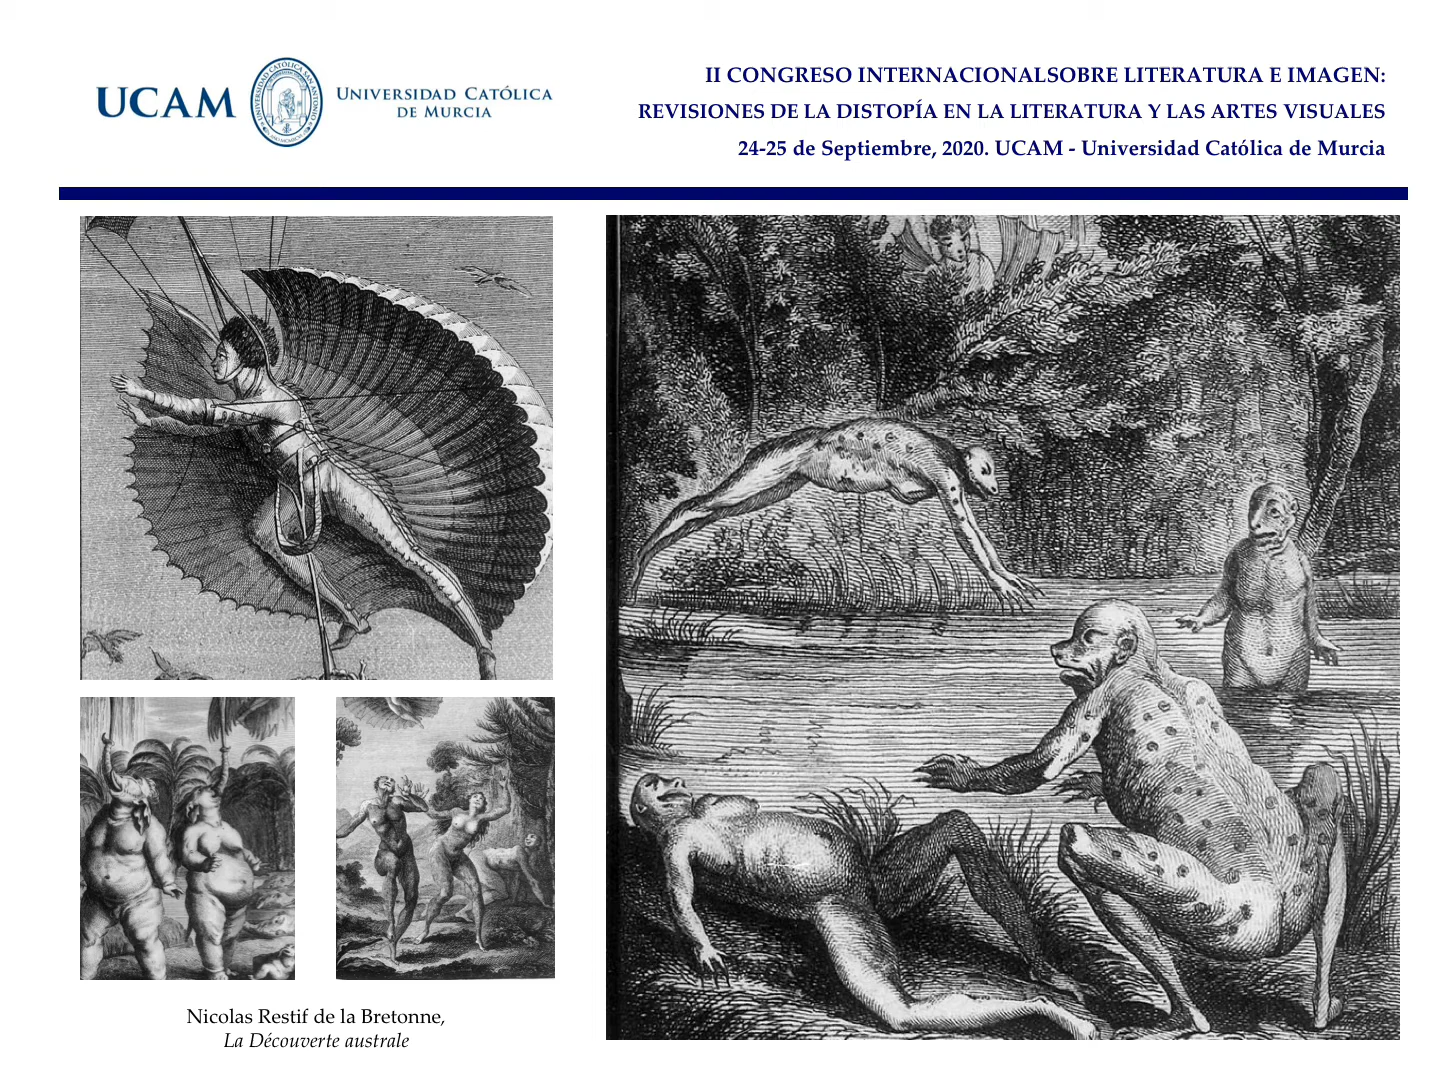 UCAM
UNIVERSIDAD CATÓLICA
DE MURCIA
II CONGRESO INTERNACIONALSOBRE LITERATURA E IMAGEN:
REVISIONES DE LA DISTOPÍA EN LA LITERATURA Y LAS ARTES VISUALES
24-25 de Septiembre, 2020. UCAM - Universidad Católica de Murcia
Nicolas Restif de la Bretonne,
La Découverte australe